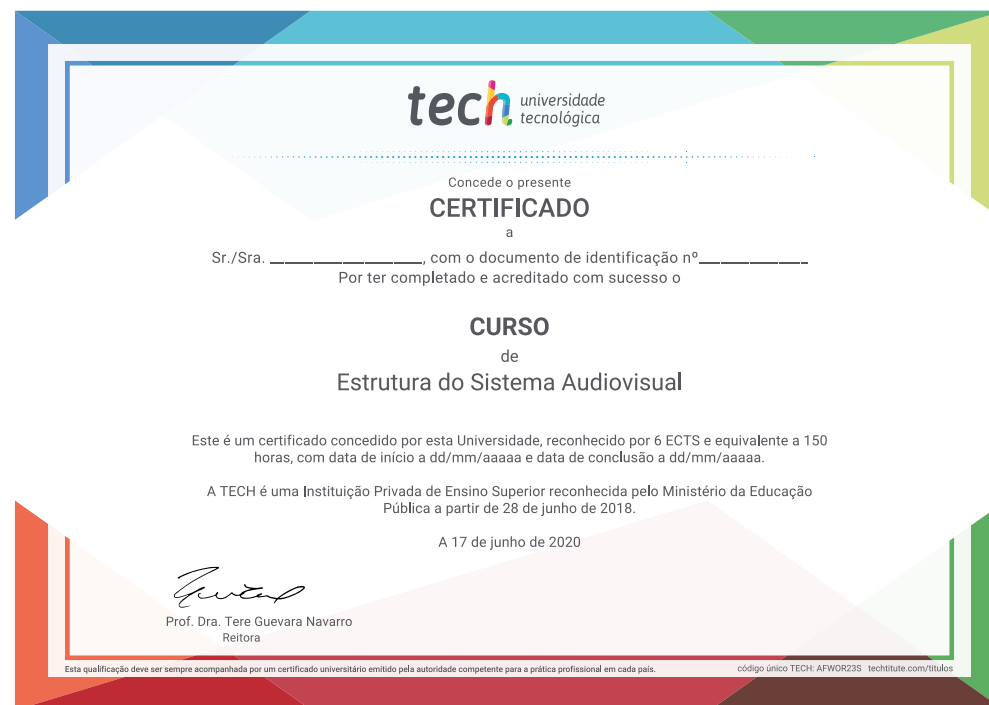 tech universidade
tecnológica
Concede o presente
CERTIFICADO
a
Sr./Sra. ____________________, com o documento de identificação nº______________
Por ter completado e acreditado com sucesso o
CURSO
de
Estrutura do Sistema Audiovisual
Este é um certificado concedido por esta Universidade, reconhecido por 6 ECTS e equivalente a 150
horas, com data de início a dd/mm/aaaaa e data de conclusão a dd/mm/aaaaa.
A TECH é uma Instituição Privada de Ensino Superior reconhecida pelo Ministério da Educação
Pública a partir de 28 de junho de 2018.
A 17 de junho de 2020
Prof. Dra. Tere Guevara Navarro
Reitora
Esta qualificação deve ser sempre acompanhada por um certificado universitário emitido pela autoridade competente para a prática profissional em cada país.
código único TECH: AFWOR23S techtitute.com/titulos